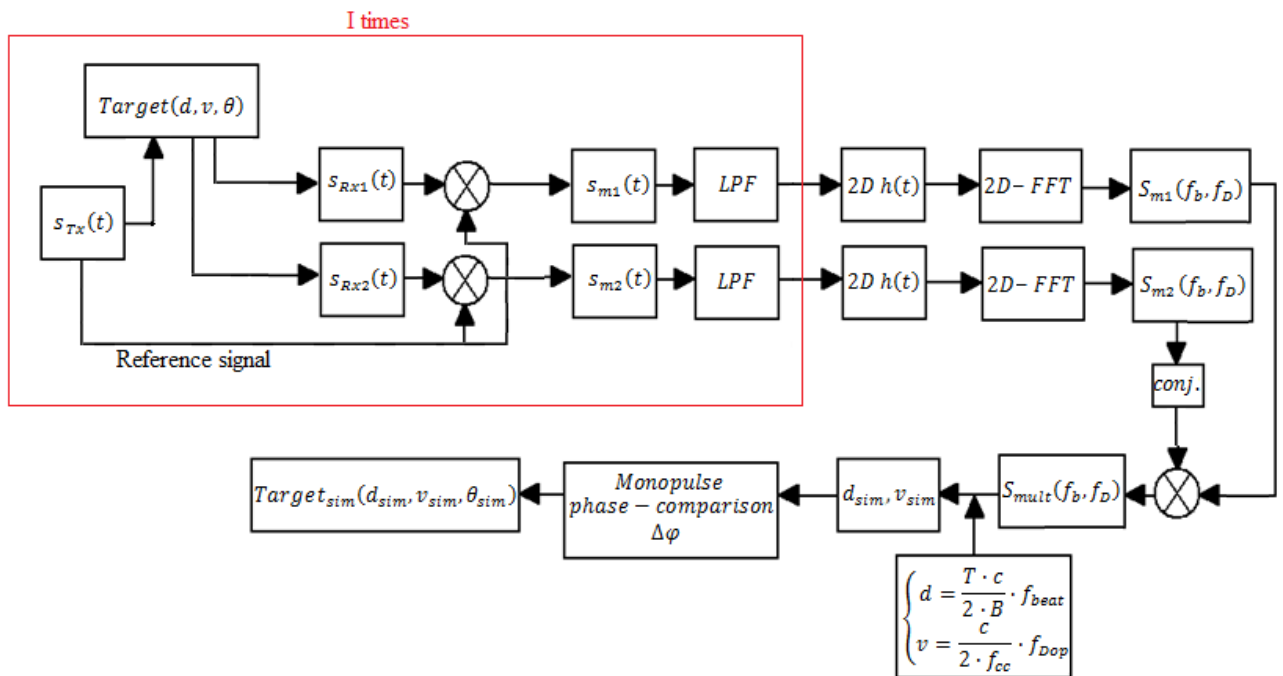 I times
Target(d, v, θ)
s_Rx1(t)
s_m1(t)
LPF
2D h(t)
2D− FFT
S_m1(f_b, f_D)
s_Tx(t)
s_Rx2(t)
s_m2(t)
LPF
2D h(t)
2D− FFT
S_m2(f_b, f_D)
Reference signal
conj.
Target_sim(d_sim, v_sim, θ_sim)
Monopulse
phase − comparison
Δφ
d_sim, v_sim
S_mult(f_b, f_D)
d = T · c / 2 · B · f_beat
v = c / 2 · f_cc · f_Dop